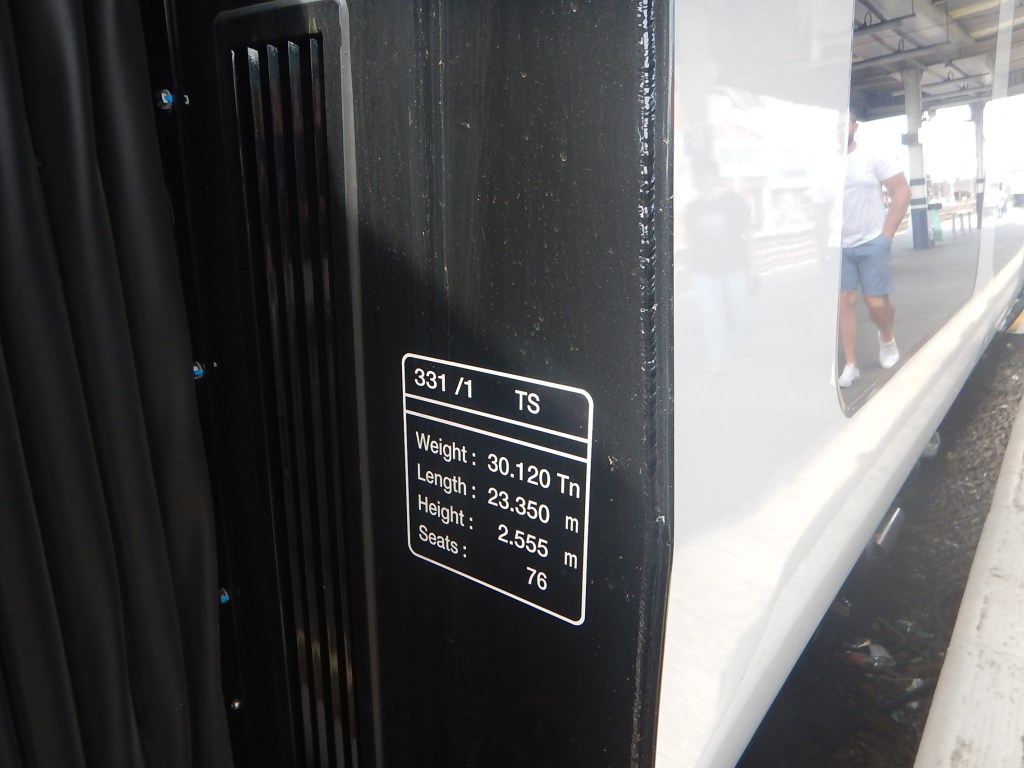 331 /1 TS
Weight : 30.120 Tn
Length : 23.350 m
Height : 2.555 m
Seats : 76